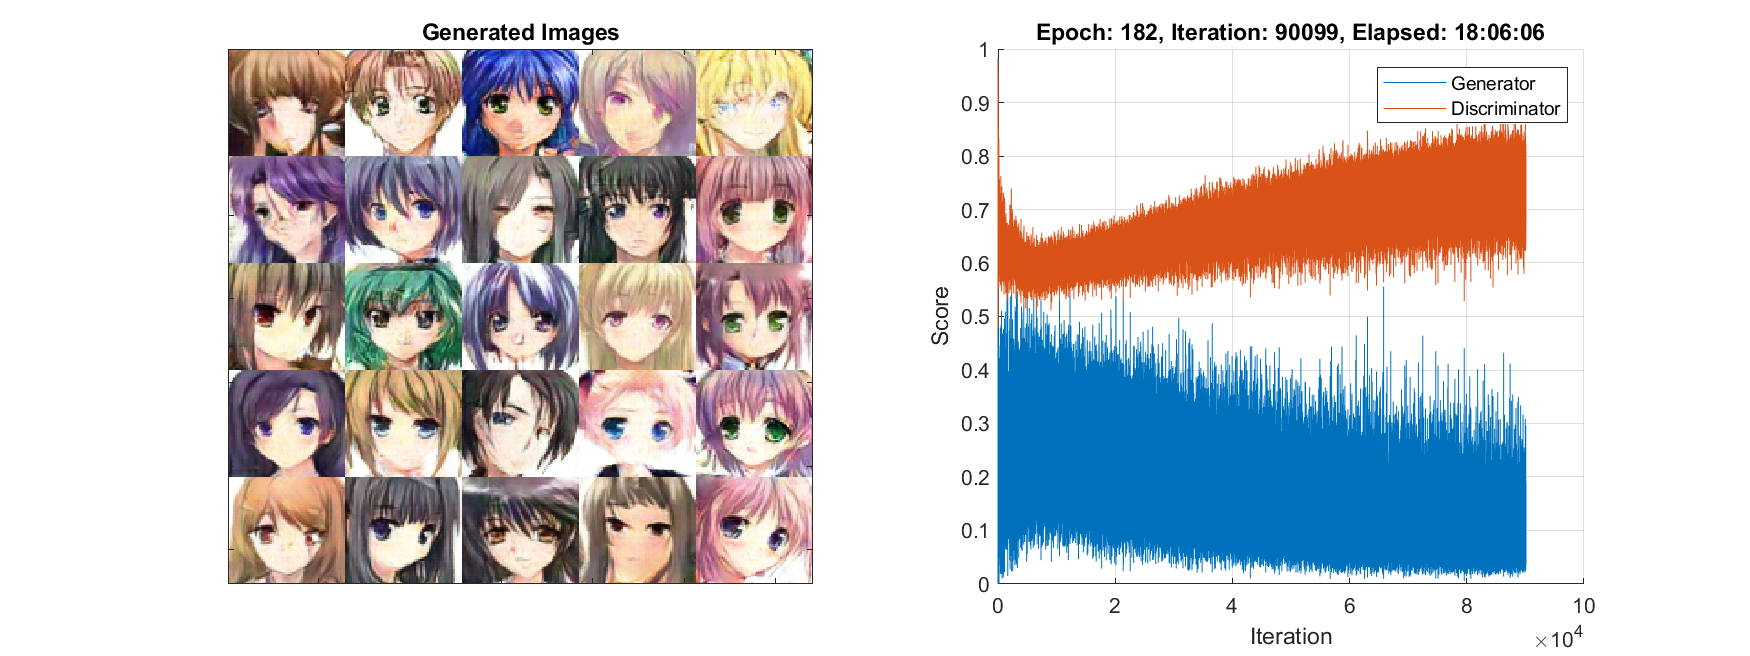 Generated Images
Epoch: 182, Iteration: 90099, Elapsed: 18:06:06
Generator
Discriminator
1
0.9
0.8
0.7
0.6
0.5
0.4
0.3
0.2
0.1
0
Score
0 2 4 6 8 10
Iteration
×10⁴